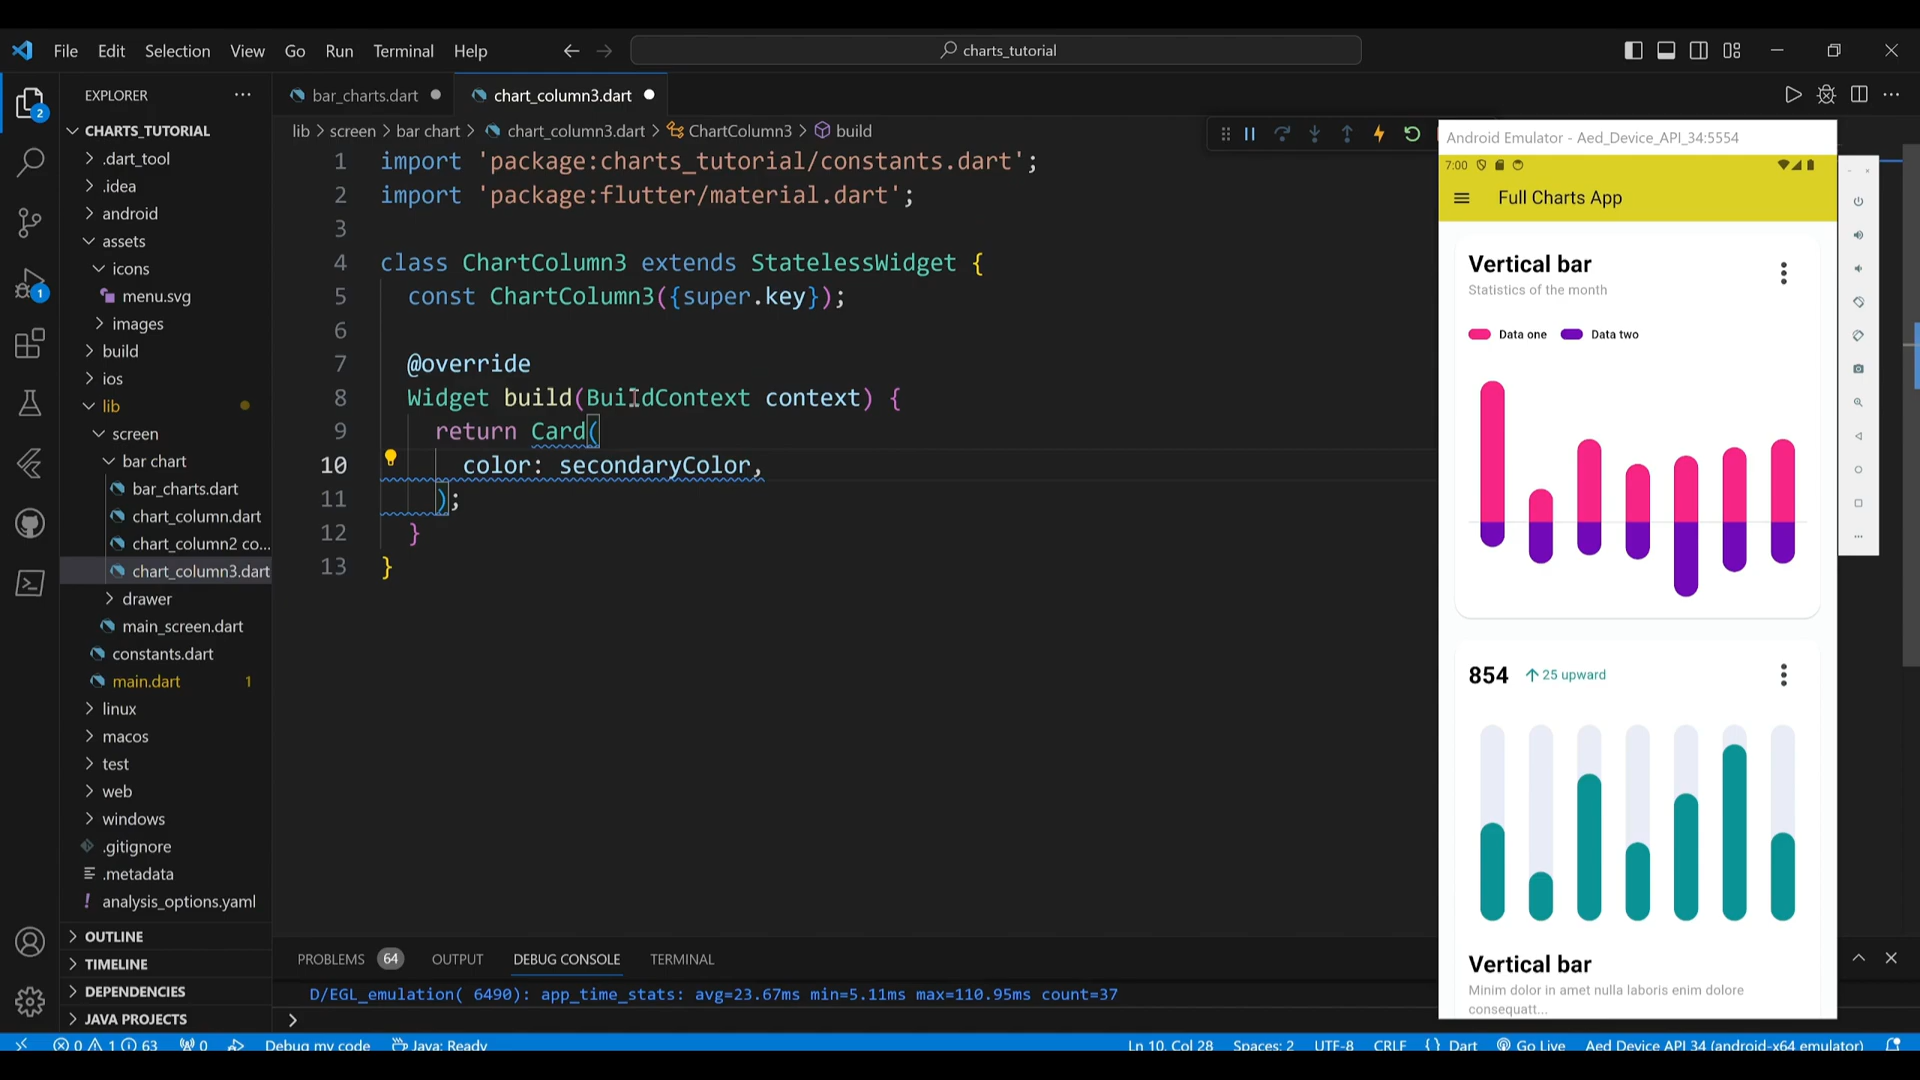 File Edit Selection View Go Run Terminal Help
charts_tutorial
2
EXPLORER
CHARTS_TUTORIAL
.dart_tool
.idea
android
assets
icons
menu.svg
images
build
ios
lib
screen
bar chart
bar_charts.dart
chart_column.dart
chart_column2 co...
chart_column3.dart
drawer
main_screen.dart
constants.dart
main.dart 1
linux
macos
test
web
windows
.gitignore
.metadata
analysis_options.yaml
OUTLINE
TIMELINE
DEPENDENCIES
JAVA PROJECTS
1
bar_charts.dart
chart_column3.dart
lib > screen > bar chart > chart_column3.dart > ChartColumn3 > build
1 import 'package:charts_tutorial/constants.dart';
2 import 'package:flutter/material.dart';
3
4 class ChartColumn3 extends StatelessWidget {
5 const ChartColumn3({super.key});
6
7 @override
8 Widget build(BuildContext context) {
9 return Card(
10 color: secondaryColor,
11 );
12 }
13 }
PROBLEMS 64 OUTPUT DEBUG CONSOLE TERMINAL
D/EGL_emulation( 6490): app_time_stats: avg=23.67ms min=5.11ms max=110.95ms count=37
>
Android Emulator - Aed_Device_API_34:5554
7:00
Full Charts App
Vertical bar
Statistics of the month
Data one Data two
854 25 upward
Vertical bar
Minim dolor in amet nulla laboris enim dolore
consequatt...
0 1 63 0 Debug my code Java: Ready Ln 10, Col 28 Spaces: 2 UTF-8 CRLF {} Dart Go Live Aed Device API 34 (android-x64 emulator)